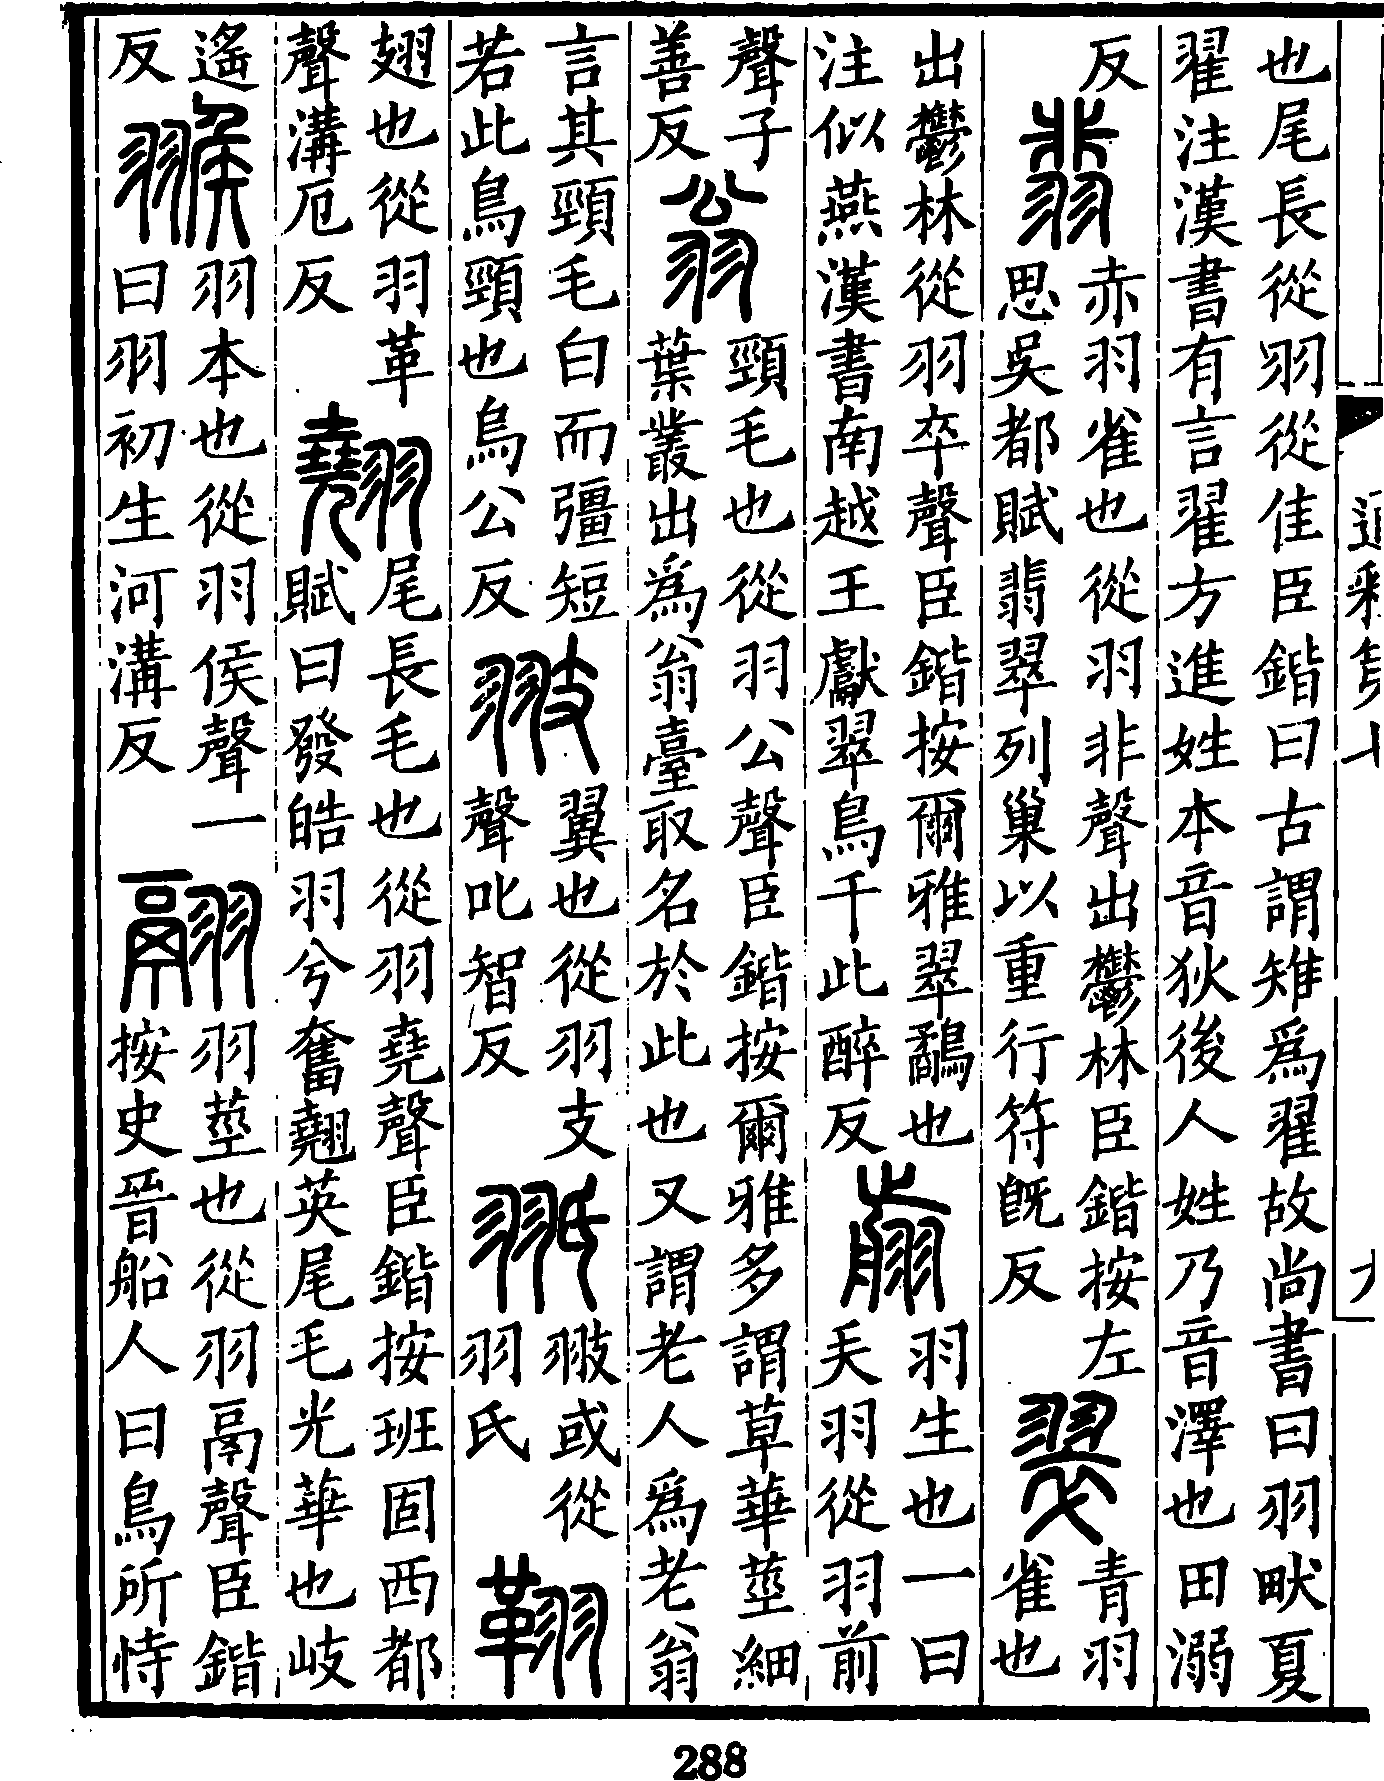 通釋弟七
也尾長從羽從隹臣鍇曰古謂雉爲翟故尚書曰羽畎夏
翟注漢書有言翟方進姓本音狄後人姓乃音澤也田溺
反
翡
赤羽雀也從羽非聲出鬱林臣鍇按左
思吳都賦翡翠列巢以重行符旣反
翠
青羽
雀也
出鬱林從羽卒聲臣鍇按爾雅翠鷸也
注似燕漢書南越王獻翠鳥千此醉反
翦
羽生也一曰
矢羽從羽前
聲子
善反
翁
頸毛也從羽公聲臣鍇按爾雅多謂草華莖細
葉叢出爲翁臺取名於此也又謂老人爲老翁
言其頸毛白而彊短
若此鳥頸也烏公反
翄
翼也從羽支
聲叱智反
翄或從
羽氏
翅也從羽革
聲溝厄反
翹
尾長毛也從羽堯聲臣鍇按班固西都
賦曰發皓羽兮奮翹英尾毛光華也岐
遙
反
翭
羽本也從羽侯聲一
曰羽初生河溝反
翮
羽莖也從羽鬲聲臣鍇
按史晉船人曰鳥所恃
288